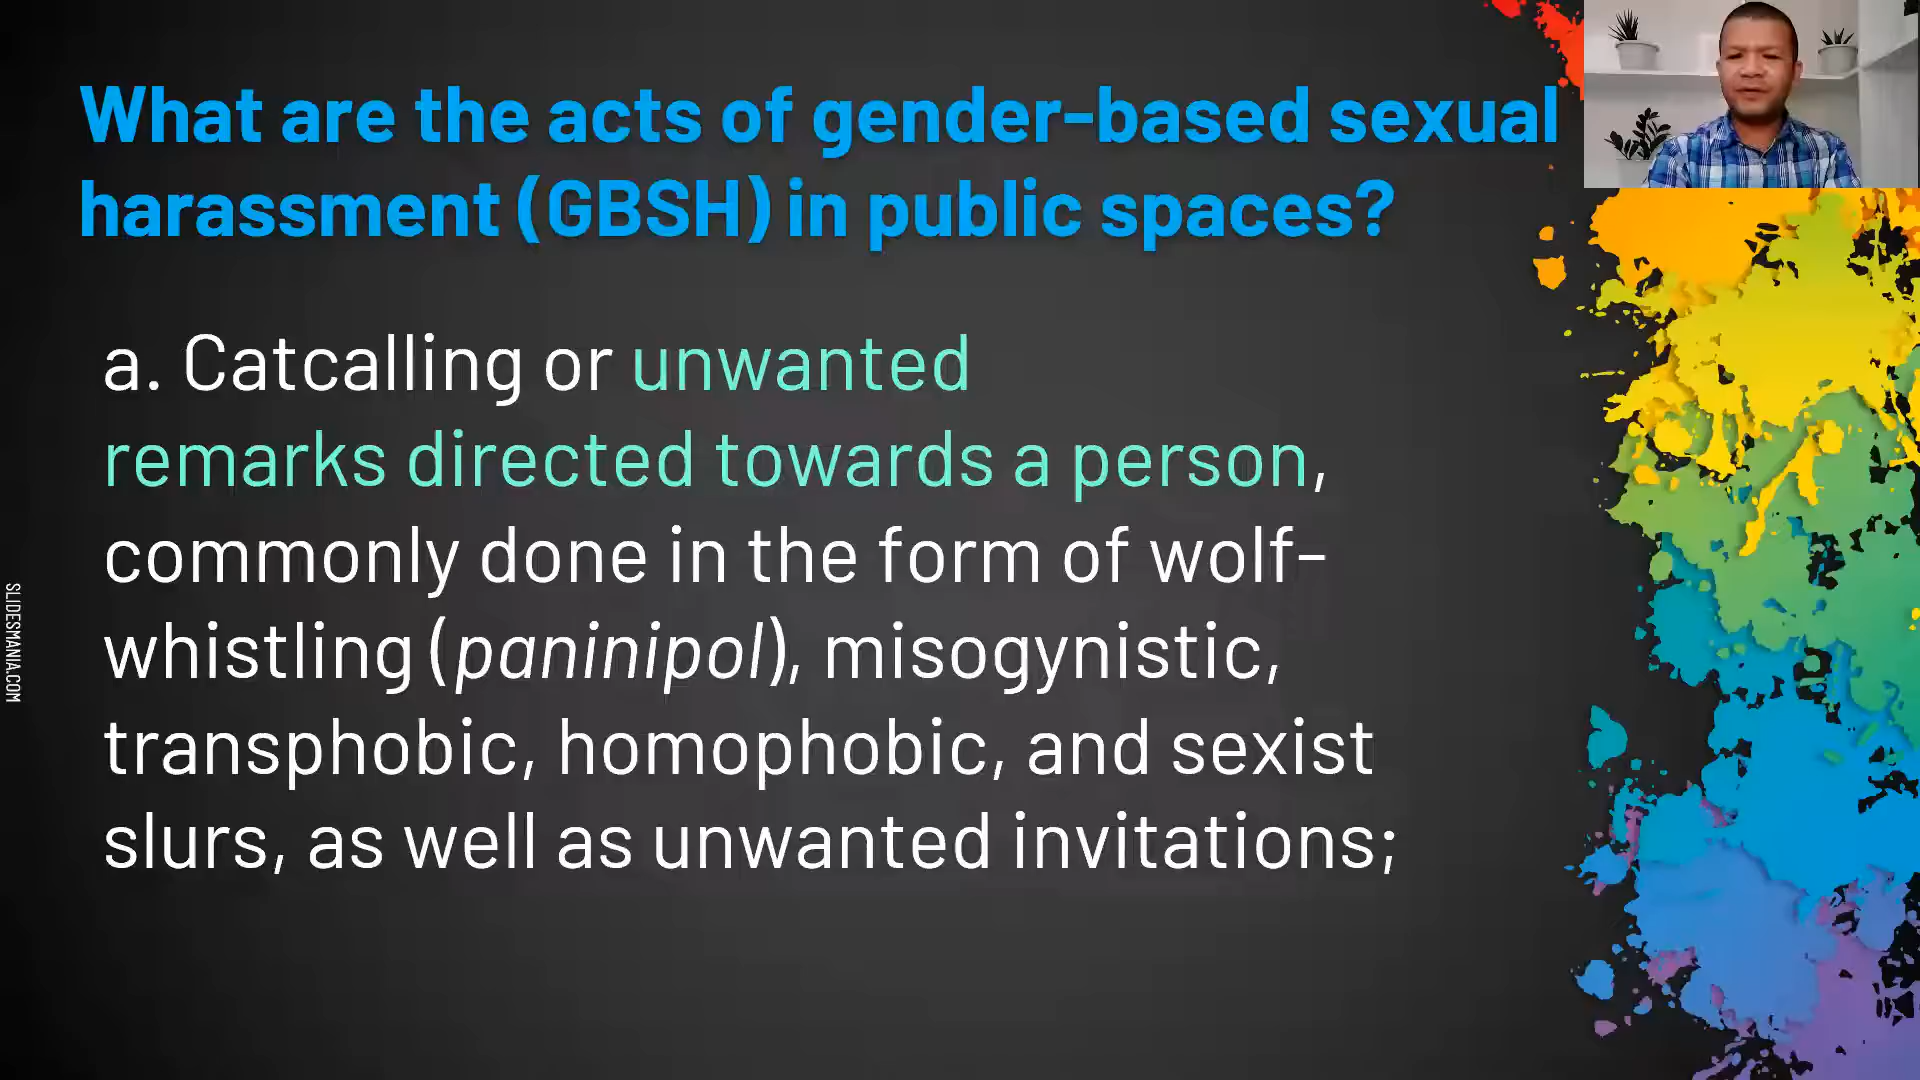 What are the acts of gender-based sexual
harassment (GBSH) in public spaces?
a. Catcalling or unwanted
remarks directed towards a person,
commonly done in the form of wolf-
whistling (paninipol), misogynistic,
transphobic, homophobic, and sexist
slurs, as well as unwanted invitations;
SLIDESMANIA.COM